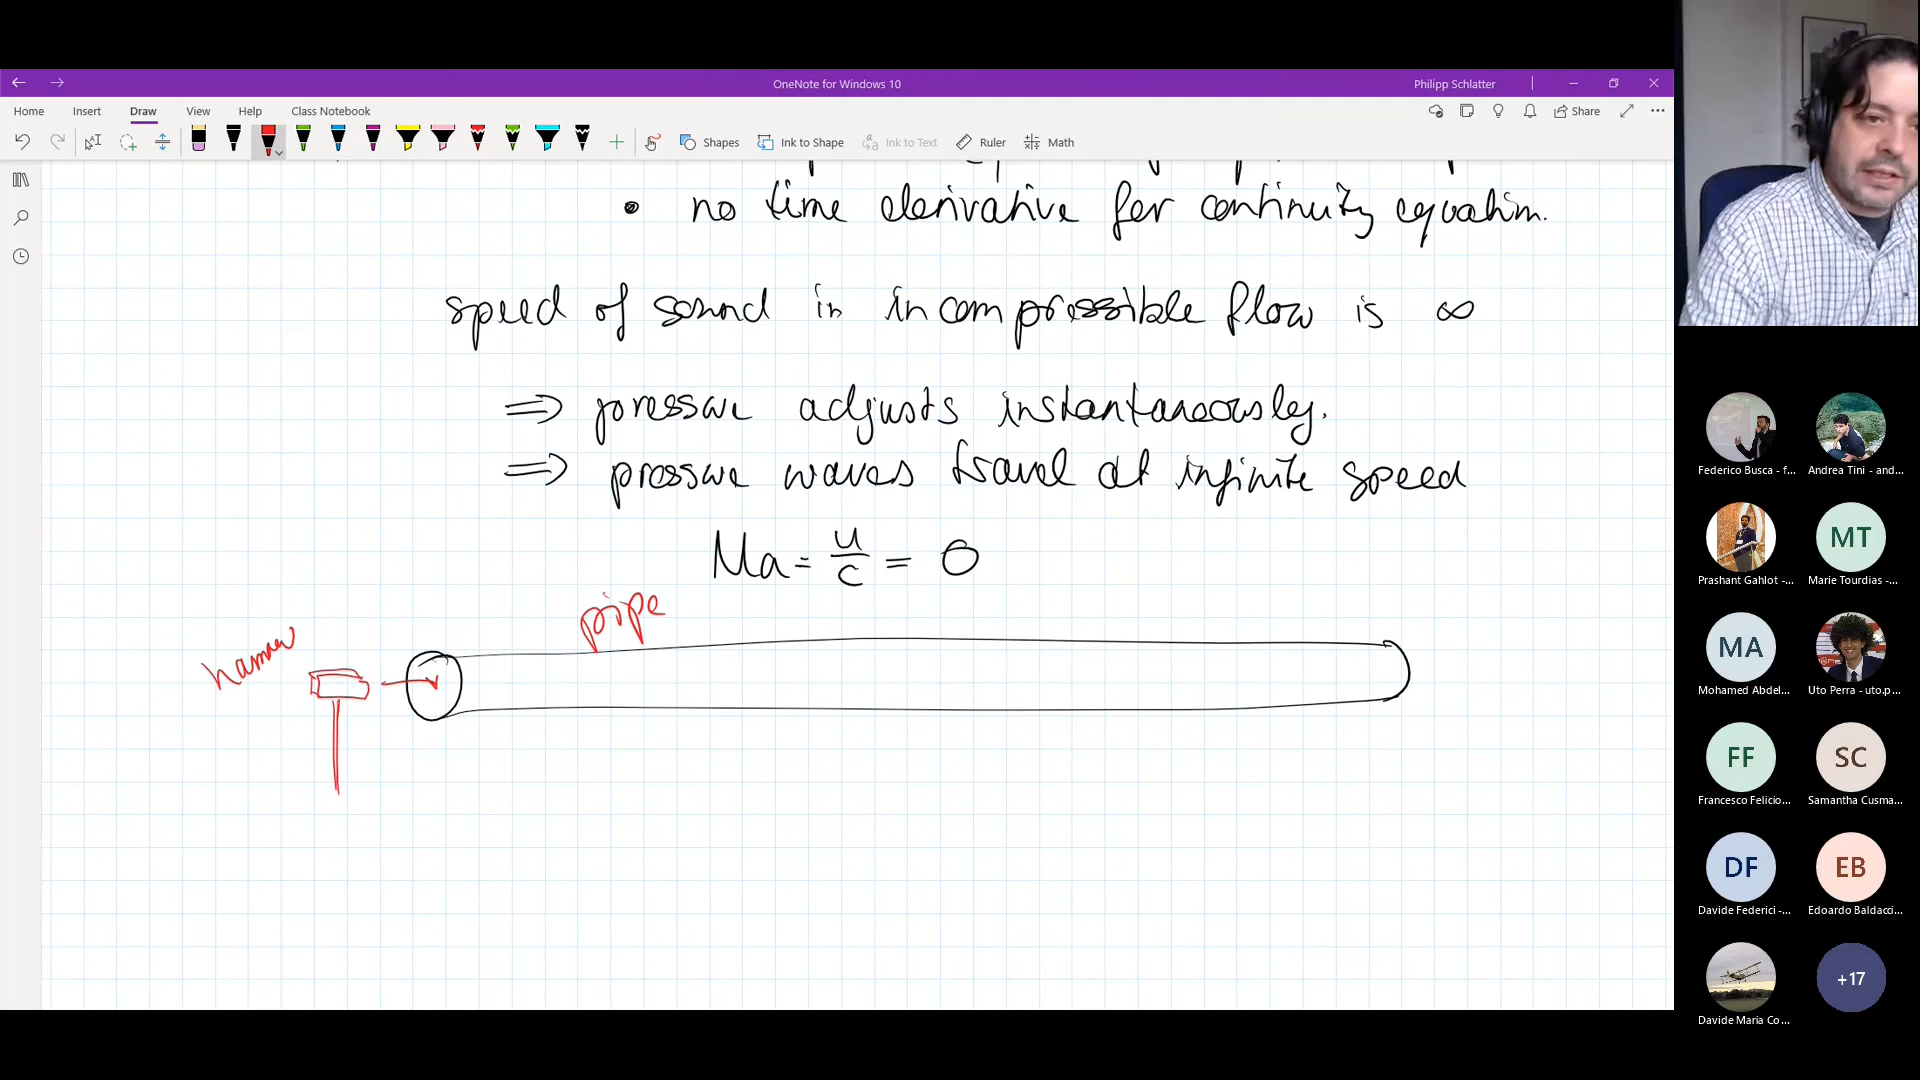 OneNote for Windows 10
Philipp Schlatter
Home Insert Draw View Help Class Notebook
Share
Shapes Ink to Shape Ink to Text Ruler Math
• no time derivative for continuity equation.
speed of sound in incompressible flow is ∞
⇒ pressure adjusts instantaneously.
⇒ pressure waves travel at infinite speed
Ma = u/c = 0
pipe
hammer
Federico Busca - f...
Andrea Tini - and...
Prashant Gahlot -...
MT
Marie Tourdias -...
MA
Mohamed Abdel...
Uto Perra - uto.p...
FF
Francesco Felicio...
SC
Samantha Cusma...
DF
Davide Federici -...
EB
Edoardo Baldacci...
Davide Maria Co...
+17